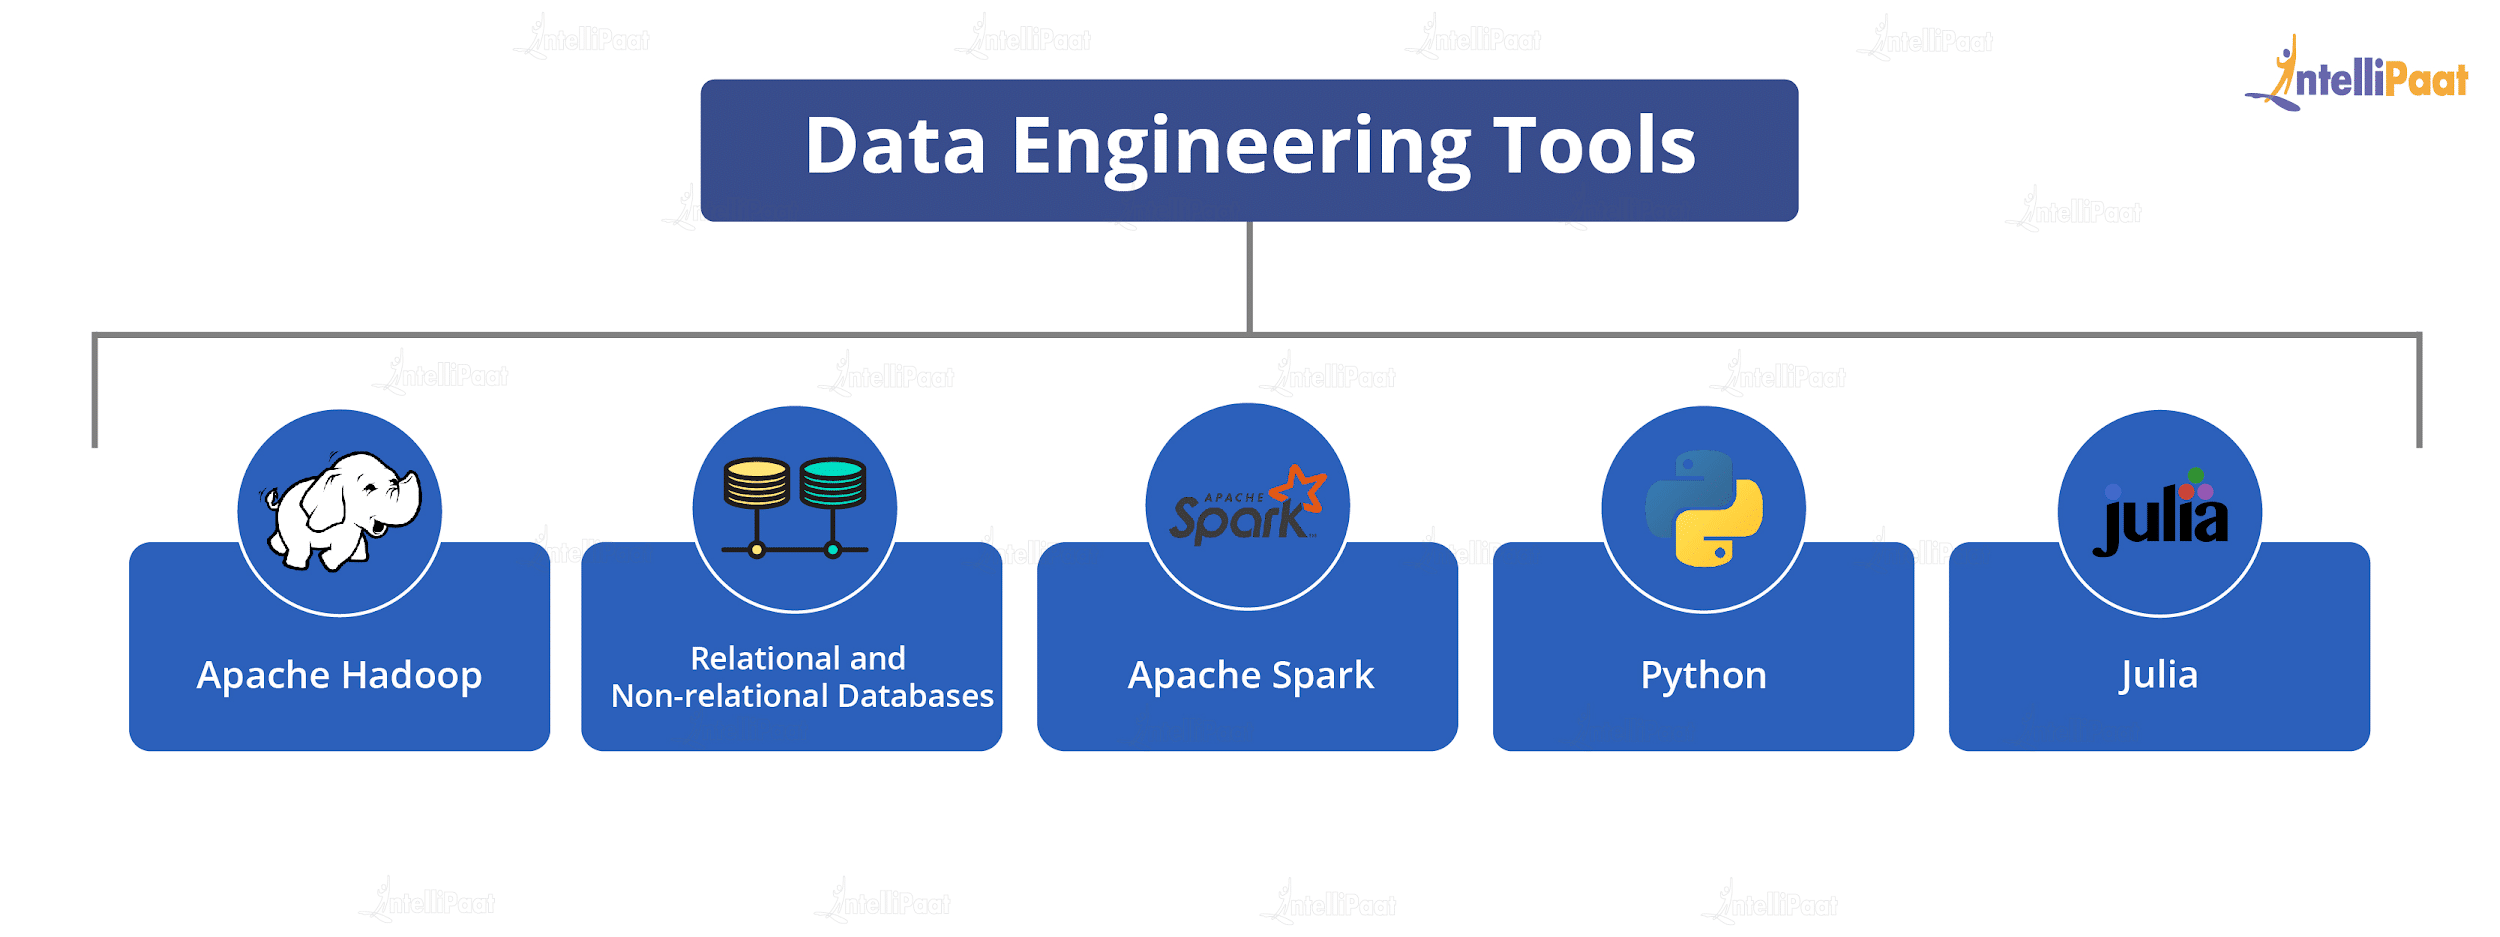 IntelliPaat
Data Engineering Tools
APACHE
Spark
julia
Apache Hadoop
Relational and
Non-relational Databases
Apache Spark
Python
Julia